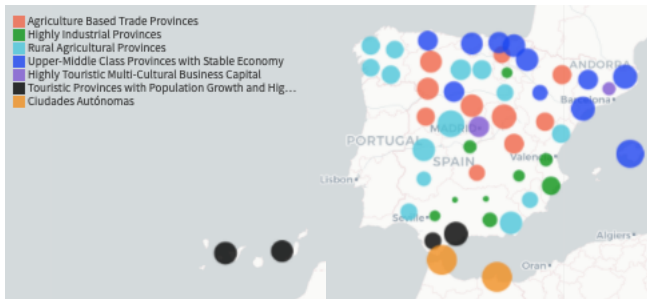 Agriculture Based Trade Provinces
Highly Industrial Provinces
Rural Agricultural Provinces
Upper-Middle Class Provinces with Stable Economy
Highly Touristic Multi-Cultural Business Capital
Touristic Provinces with Population Growth and Hig...
Ciudades Autónomas
ANDORRA
Barcelona
MADRID
PORTUGAL
Valencia
SPAIN
Lisbon
Seville
Algiers
Oran